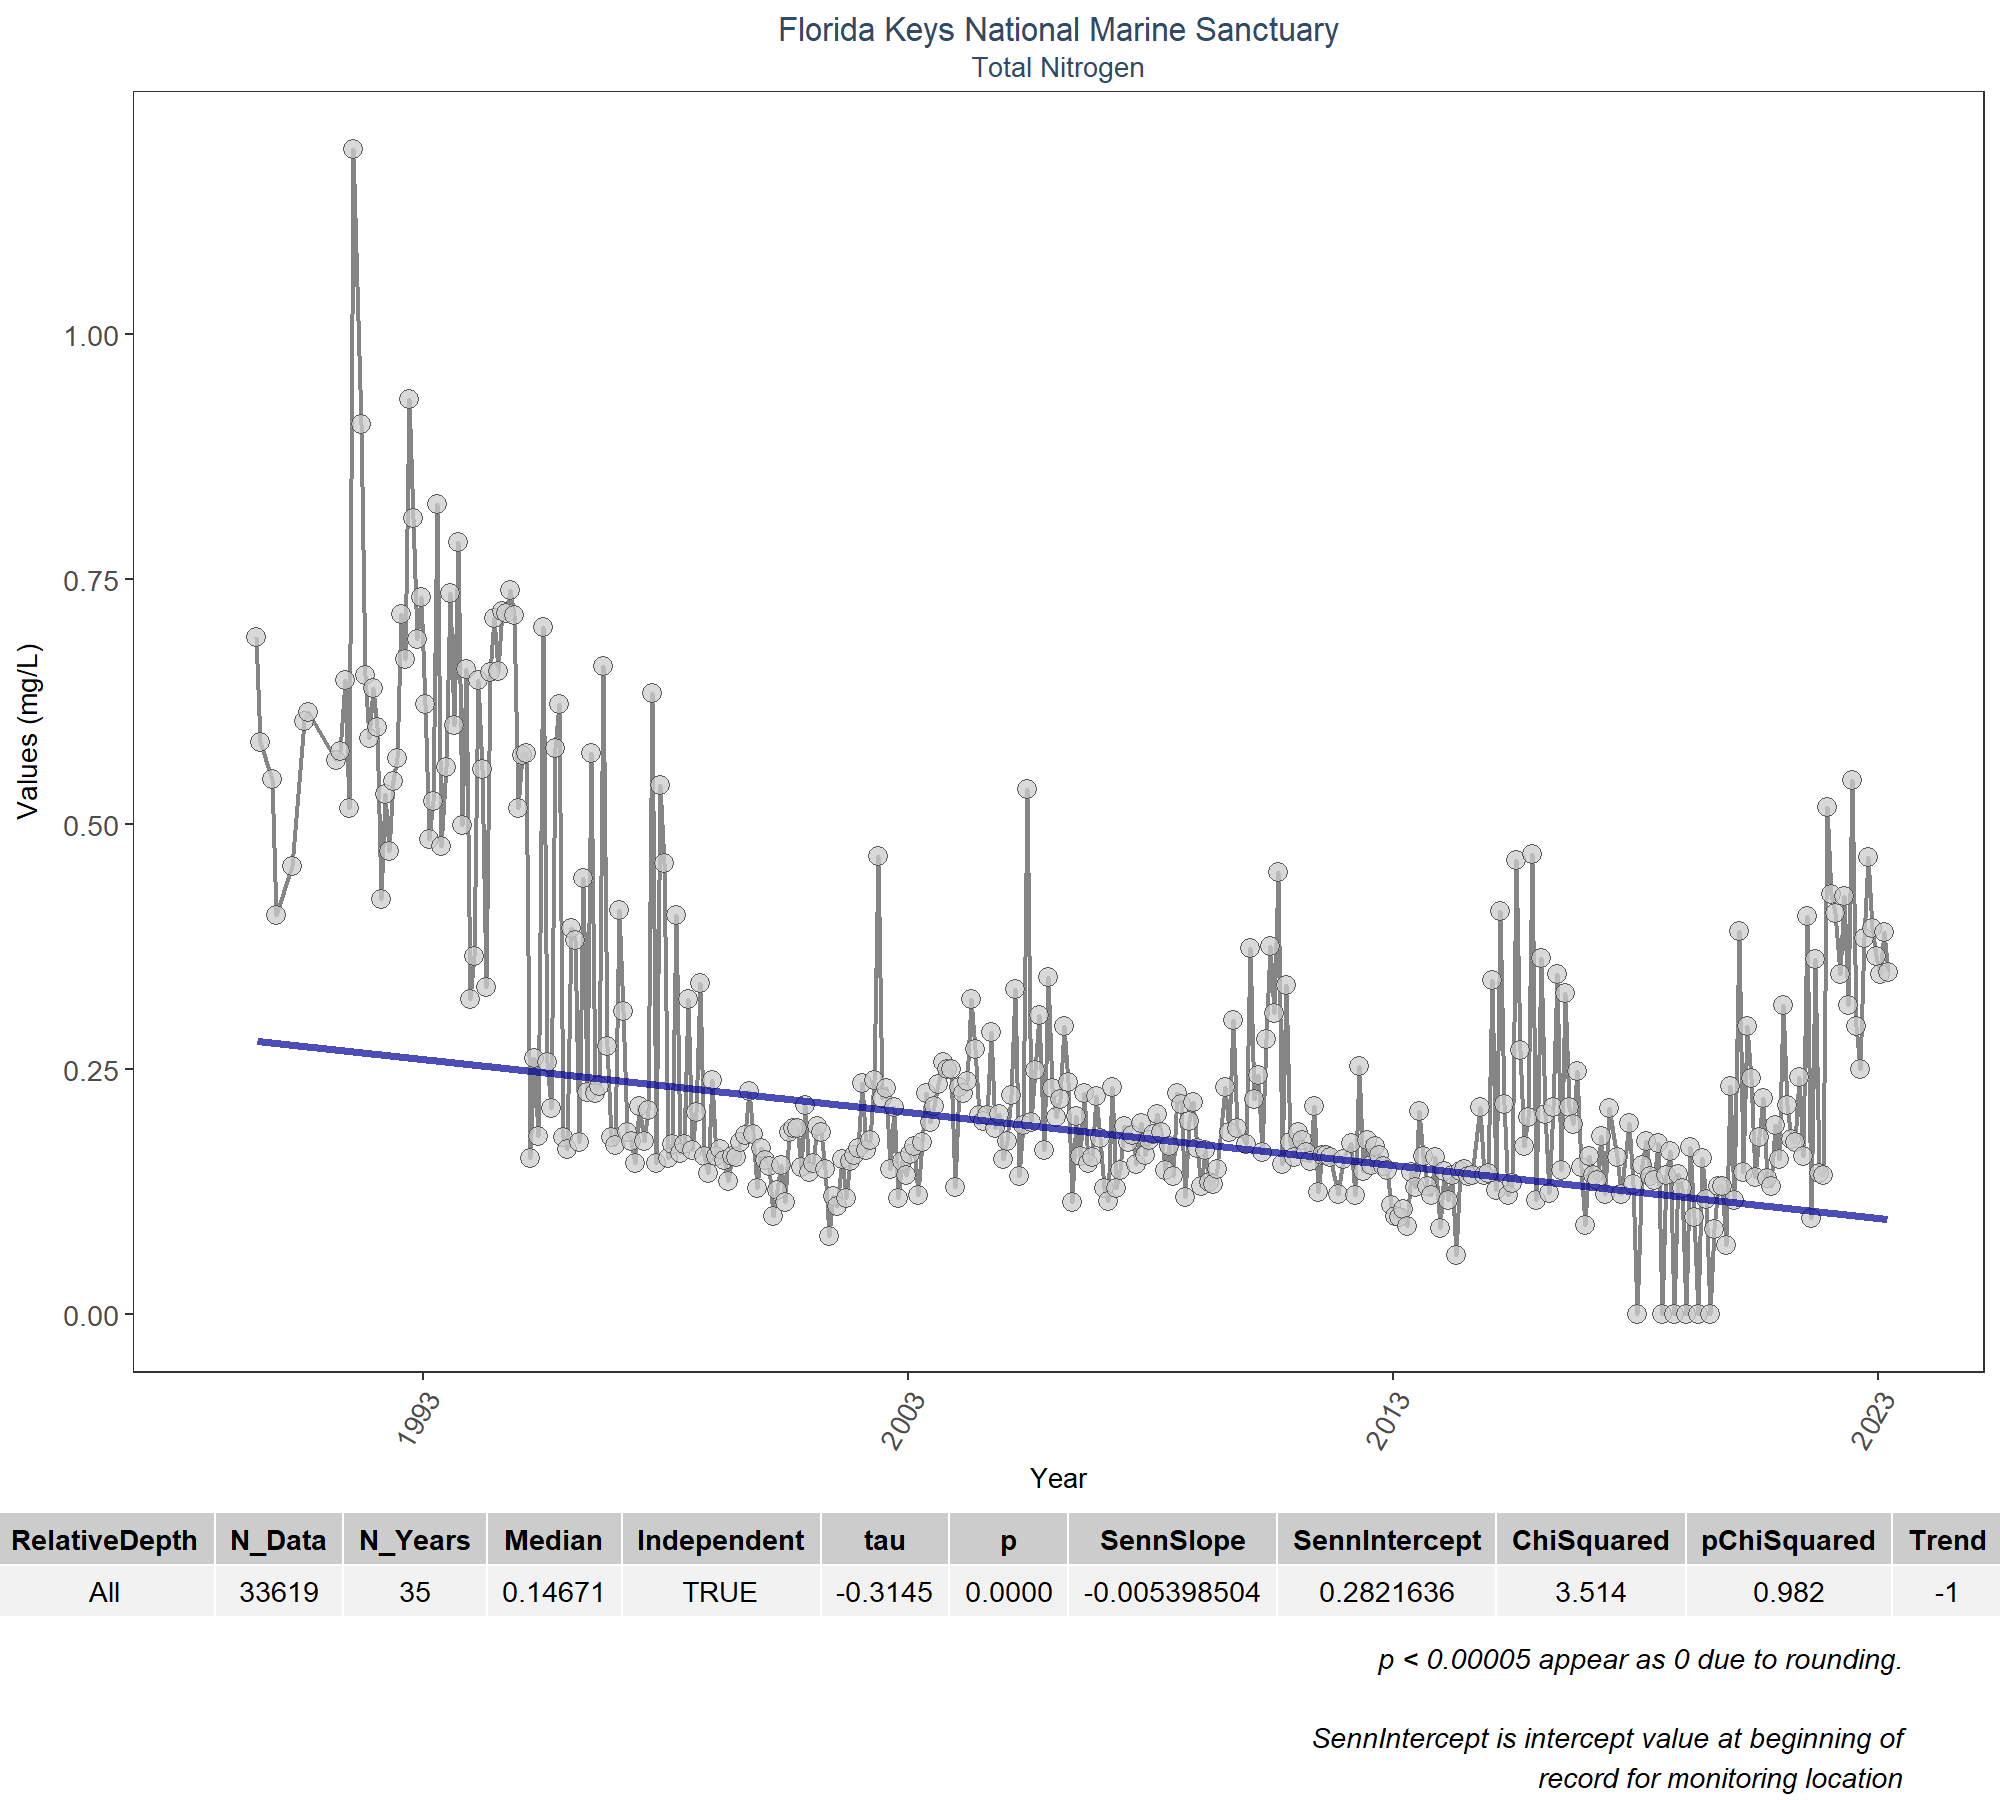 Florida Keys National Marine Sanctuary
Total Nitrogen
Values (mg/L)
1.00
0.75
0.50
0.25
0.00
1993
2003
2013
2023
Year
RelativeDepth N_Data N_Years Median Independent tau p SennSlope SennIntercept ChiSquared pChiSquared Trend
All 33619 35 0.14671 TRUE -0.3145 0.0000 -0.005398504 0.2821636 3.514 0.982 -1
p < 0.00005 appear as 0 due to rounding.
SennIntercept is intercept value at beginning of
record for monitoring location